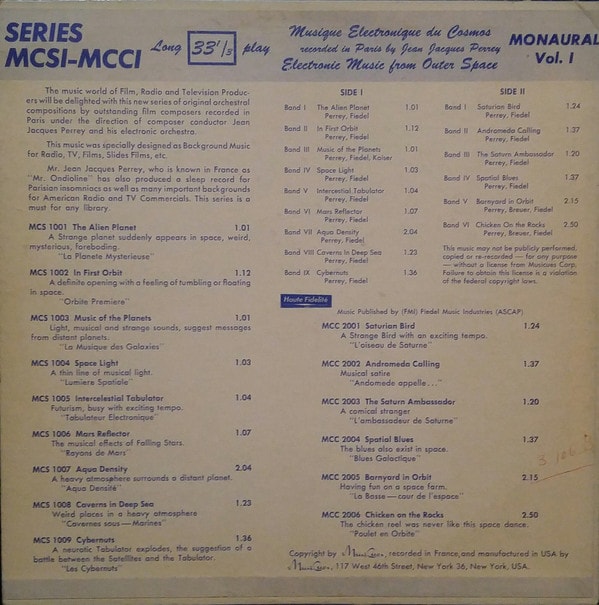 SERIES
MCSI-MCCI
Long 33 1/3 play
Musique Electronique du Cosmos
recorded in Paris by Jean Jacques Perrey
Electronic Music from Outer Space
MONAURAL
Vol. I
The music world of Film, Radio and Television Produc-
ers will be delighted with this new series of original orchestral
compositions by outstanding film composers recorded in
Paris under the direction of composer conductor Jean
Jacques Perrey and his electronic orchestra.
This music was specially designed as Background Music
for Radio, TV, Films, Slides Films, etc.
Mr. Jean Jacques Perrey, who is known in France as
"Mr. Ondioline" has also produced a sleep record for
Parisian insomniacs as well as many important backgrounds
for American Radio and TV Commercials. This series is a
must for any library.
MCS 1001 The Alien Planet 1.01
A Strange planet suddenly appears in space, weird,
mysterious, foreboding.
"La Planete Mysterieuse"
MCS 1002 In First Orbit 1.12
A definite opening with a feeling of tumbling or floating
in space.
"Orbite Premiere"
MCS 1003 Music of the Planets 1.01
Light, musical and strange sounds, suggest messages
from distant planets.
"La Musique des Galaxies"
MCS 1004 Space Light 1.03
A thin line of musical light.
"Lumiere Spatiale"
MCS 1005 Intercelestial Tabulator 1.04
Futurism, busy with exciting tempo.
"Tabulateur Electronique"
MCS 1006 Mars Reflector 1.07
The musical effects of Falling Stars.
"Rayons de Mars"
MCS 1007 Aqua Density 2.04
A heavy atmosphere surrounds a distant planet.
"Aqua Densité"
MCS 1008 Caverns in Deep Sea 1.23
Weird places in a heavy atmosphere
"Cavernes sous—Marines"
MCS 1009 Cybernuts 1.36
A neuratic Tabulator explodes, the suggestion of a
battle between the Satellites and the Tabulator.
"Les Cybernuts"
SIDE I
Band I The Alien Planet 1.01
Perrey, Fiedel
Band II In First Orbit 1.12
Perrey, Fiedel
Band III Music of the Planets 1.01
Perrey, Fiedel, Kaiser
Band IV Space Light 1.03
Perrey, Fiedel
Band V Intercestial Tabulator 1.04
Perrey, Fiedel
Band VI Mars Reflector 1.07
Perrey, Fiedel
Band VII Aqua Density 2.04
Perrey, Fiedel
Band VIII Caverns In Deep Sea 1.23
Perrey, Fiedel
Band IX Cybernuts 1.36
Perrey, Fiedel
SIDE II
Band I Saturian Bird 1.24
Perrey, Fiedel
Band II Andromeda Calling 1.37
Perrey, Fiedel
Band III The Saturn Ambassador 1.20
Perrey, Fiedel
Band IV Spatial Blues 1.37
Perrey, Fiedel
Band V Barnyard in Orbit 2.15
Perrey, Breuer, Fiedel
Band VI Chicken On the Rocks 2.50
Perrey, Breuer, Fiedel
This music may not be publicly performed,
copied or re-recorded — for any purpose
— without a license from Musicues Corp.
Failure to obtain this license is a violation
of the federal copyright laws.
Haute Fidelité
Music Published by (FMI) Fiedel Music Industries (ASCAP)
MCC 2001 Saturian Bird 1.24
A Strange Bird with an exciting tempo.
"L'oiseau de Saturne"
MCC 2002 Andromeda Calling 1.37
Musical satire
"Andomede appelle..."
MCC 2003 The Saturn Ambassador 1.20
A comical stranger
"L'ambassadeur de Saturne"
MCC 2004 Spatial Blues 1.37
The blues also exist in space.
"Blues Galactique"
MCC 2005 Barnyard in Orbit 2.15
Having fun on a space farm.
"La Basse—cour de l'espace"
MCC 2006 Chicken on the Rocks 2.50
The chicken reel was never like this space dance.
"Poulet en Orbite"
Copyright by MusiCues, recorded in France, and manufactured in USA by
MusiCues, 117 West 46th Street, New York 36, New York, USA.